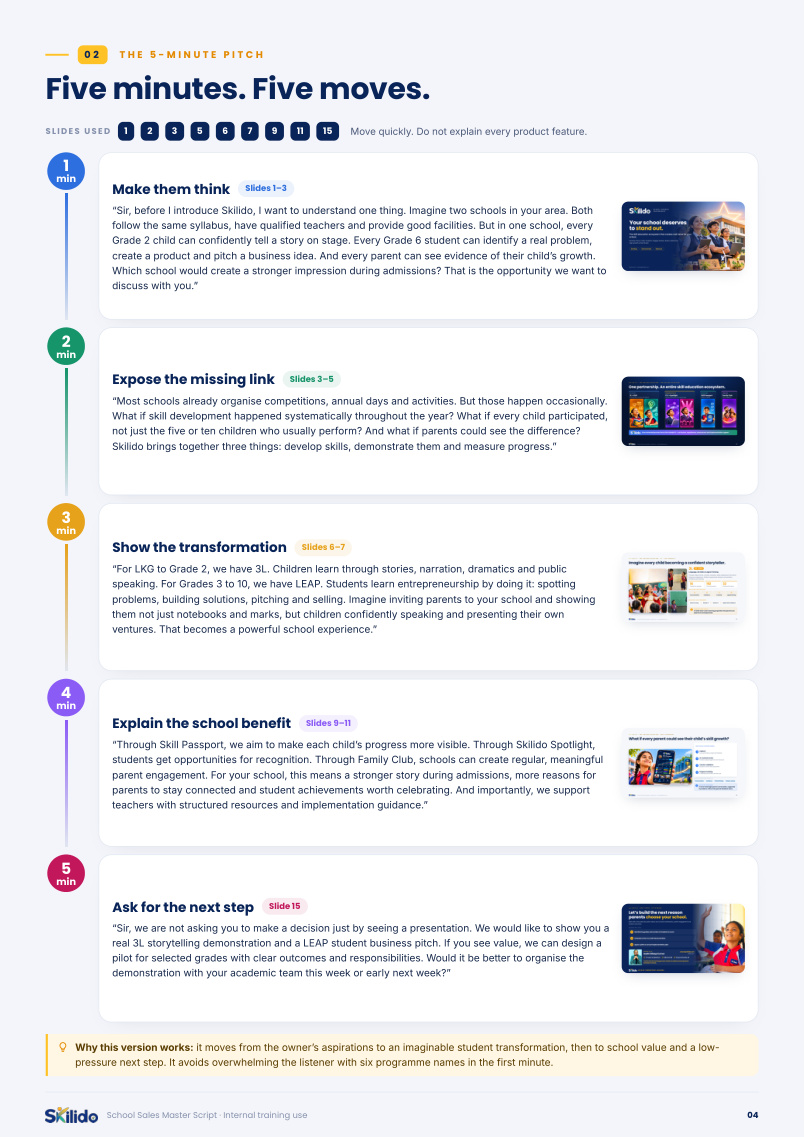 02 THE 5-MINUTE PITCH
Five minutes. Five moves.
SLIDES USED 1 2 3 5 6 7 9 11 15 Move quickly. Do not explain every product feature.
1
min
Make them think Slides 1–3
“Sir, before I introduce Skilido, I want to understand one thing. Imagine two schools in your area. Both
follow the same syllabus, have qualified teachers and provide good facilities. But in one school, every
Grade 2 child can confidently tell a story on stage. Every Grade 6 student can identify a real problem,
create a product and pitch a business idea. And every parent can see evidence of their child’s growth.
Which school would create a stronger impression during admissions? That is the opportunity we want to
discuss with you.”
Skilido
Your school deserves
to stand out.
2
min
Expose the missing link Slides 3–5
“Most schools already organise competitions, annual days and activities. But those happen occasionally.
What if skill development happened systematically throughout the year? What if every child participated,
not just the five or ten children who usually perform? And what if parents could see the difference?
Skilido brings together three things: develop skills, demonstrate them and measure progress.”
One partnership. An entire skill education ecosystem.
3
min
Show the transformation Slides 6–7
“For LKG to Grade 2, we have 3L. Children learn through stories, narration, dramatics and public
speaking. For Grades 3 to 10, we have LEAP. Students learn entrepreneurship by doing it: spotting
problems, building solutions, pitching and selling. Imagine inviting parents to your school and showing
them not just notebooks and marks, but children confidently speaking and presenting their own
ventures. That becomes a powerful school experience.”
Imagine every child becoming a confident storyteller.
4
min
Explain the school benefit Slides 9–11
“Through Skill Passport, we aim to make each child’s progress more visible. Through Skilido Spotlight,
students get opportunities for recognition. Through Family Club, schools can create regular, meaningful
parent engagement. For your school, this means a stronger story during admissions, more reasons for
parents to stay connected and student achievements worth celebrating. And importantly, we support
teachers with structured resources and implementation guidance.”
What if every parent could see their child's skill growth?
5
min
Ask for the next step Slide 15
“Sir, we are not asking you to make a decision just by seeing a presentation. We would like to show you a
real 3L storytelling demonstration and a LEAP student business pitch. If you see value, we can design a
pilot for selected grades with clear outcomes and responsibilities. Would it be better to organise the
demonstration with your academic team this week or early next week?”
Let's build the next reason
parents choose your school.
Why this version works: it moves from the owner’s aspirations to an imaginable student transformation, then to school value and a low-
pressure next step. It avoids overwhelming the listener with six programme names in the first minute.
Skilido School Sales Master Script · Internal training use 04